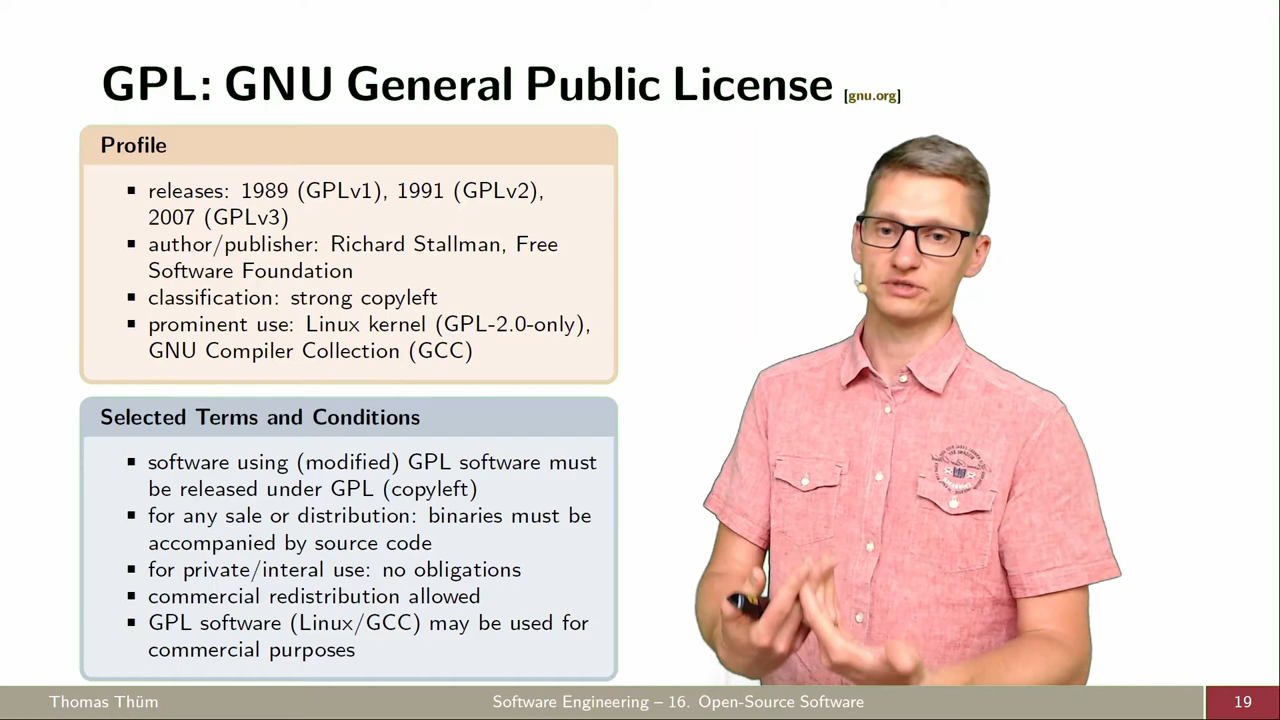 GPL: GNU General Public License [gnu.org]
Profile
▪ releases: 1989 (GPLv1), 1991 (GPLv2),
2007 (GPLv3)
▪ author/publisher: Richard Stallman, Free
Software Foundation
▪ classification: strong copyleft
▪ prominent use: Linux kernel (GPL-2.0-only),
GNU Compiler Collection (GCC)
Selected Terms and Conditions
▪ software using (modified) GPL software must
be released under GPL (copyleft)
▪ for any sale or distribution: binaries must be
accompanied by source code
▪ for private/interal use: no obligations
▪ commercial redistribution allowed
▪ GPL software (Linux/GCC) may be used for
commercial purposes
Thomas Thüm
Software Engineering – 16. Open-Source Software
19